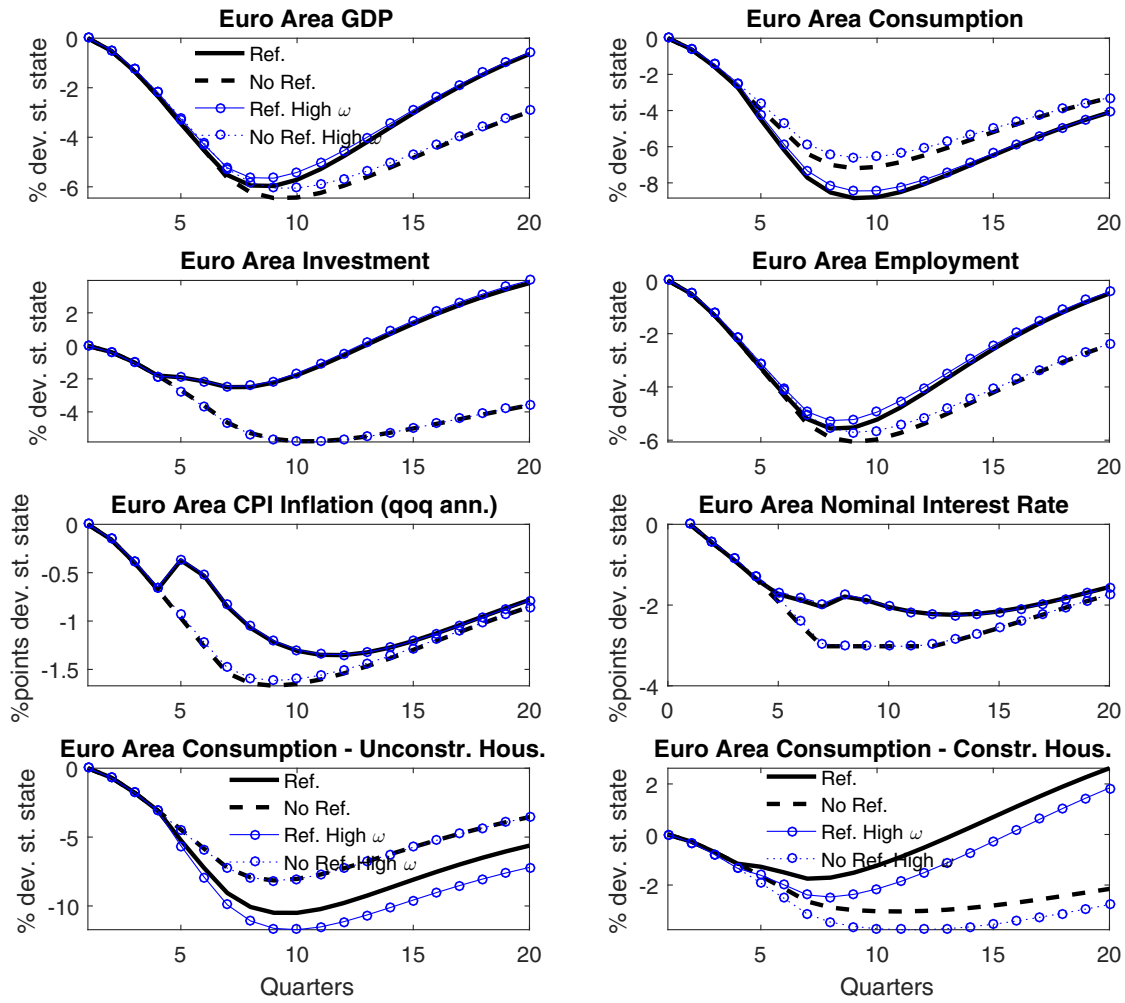 Euro Area GDP
% dev. st. state
0
-2
-4
-6
5
10
15
20
Ref.
No Ref.
Ref. High ω
No Ref. High ω
Euro Area Consumption
% dev. st. state
0
-2
-4
-6
-8
5
10
15
20
Euro Area Investment
% dev. st. state
2
0
-2
-4
5
10
15
20
Euro Area Employment
% dev. st. state
0
-2
-4
-6
5
10
15
20
Euro Area CPI Inflation (qoq ann.)
%points dev. st. state
0
-0.5
-1
-1.5
5
10
15
20
Euro Area Nominal Interest Rate
%points dev. st. state
0
-2
-4
0
5
10
15
20
Euro Area Consumption - Unconstr. Hous.
% dev. st. state
0
-5
-10
5
10
15
20
Quarters
Ref.
No Ref.
Ref. High ω
No Ref. High ω
Euro Area Consumption - Constr. Hous.
% dev. st. state
2
0
-2
5
10
15
20
Quarters
Ref.
No Ref.
Ref. High ω
No Ref. High ω